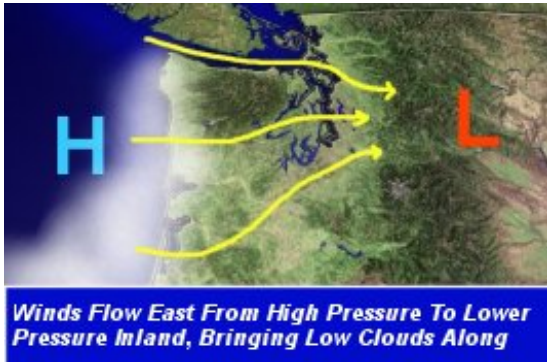 H
L
Winds Flow East From High Pressure To Lower
Pressure Inland, Bringing Low Clouds Along